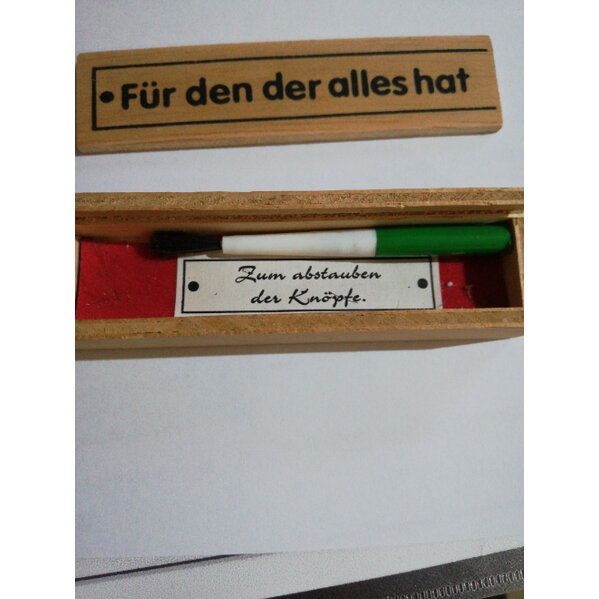 Für den der alles hat
Zum abstauben
der Knöpfe.